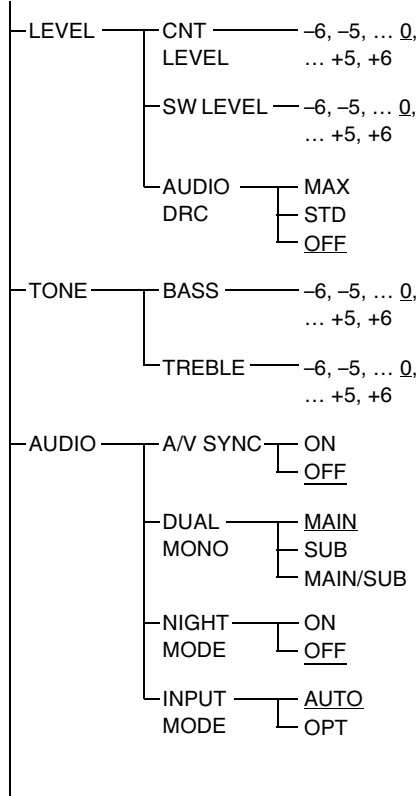 LEVEL CNT –6, –5, … 0,
LEVEL … +5, +6
SW LEVEL –6, –5, … 0,
… +5, +6
AUDIO MAX
DRC STD
OFF
TONE BASS –6, –5, … 0,
… +5, +6
TREBLE –6, –5, … 0,
… +5, +6
AUDIO A/V SYNC ON
OFF
DUAL MAIN
MONO SUB
MAIN/SUB
NIGHT ON
MODE OFF
INPUT AUTO
MODE OPT